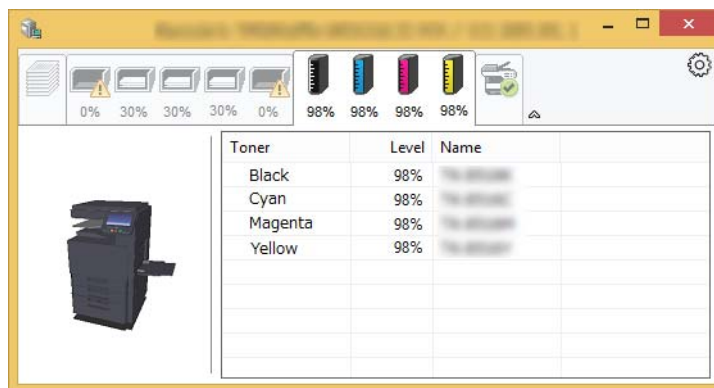 0% 30% 30% 30% 0% 98% 98% 98% 98%
Toner Level Name
Black 98%
Cyan 98%
Magenta 98%
Yellow 98%